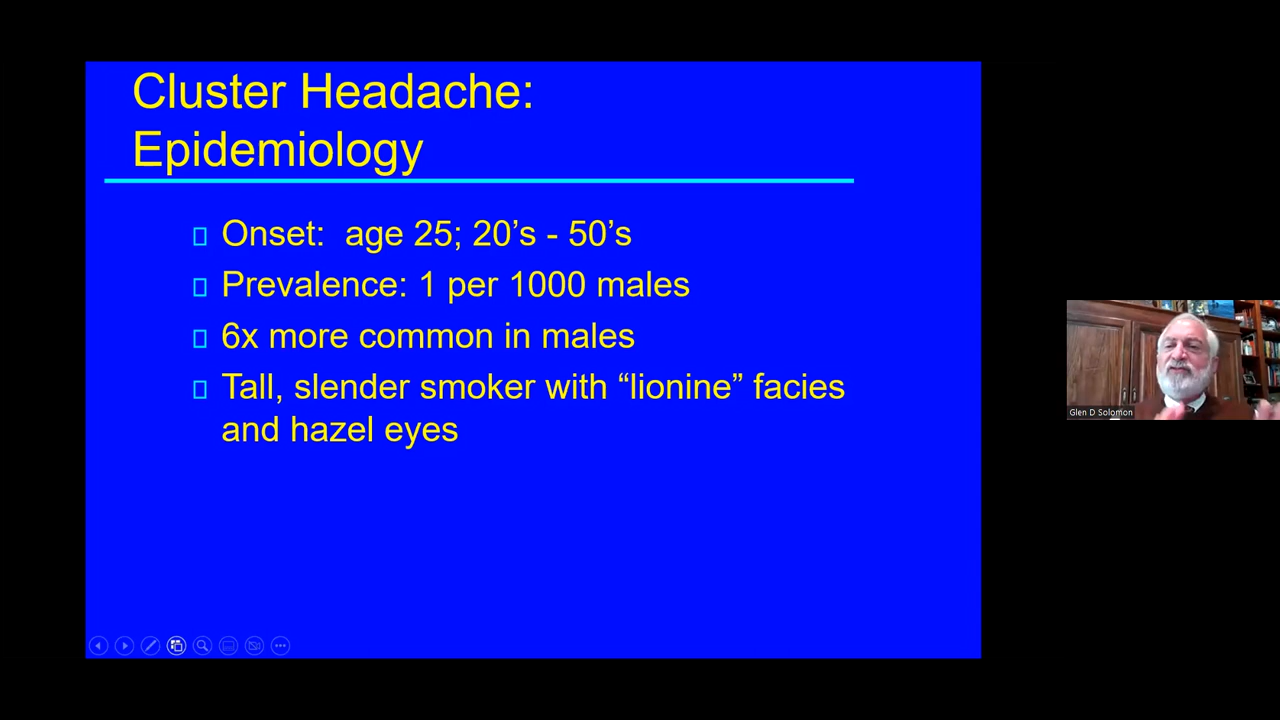 Cluster Headache:
Epidemiology
Onset:  age 25; 20’s - 50’s
Prevalence: 1 per 1000 males
6x more common in males
Tall, slender smoker with “lionine” facies
and hazel eyes
Glen D Solomon